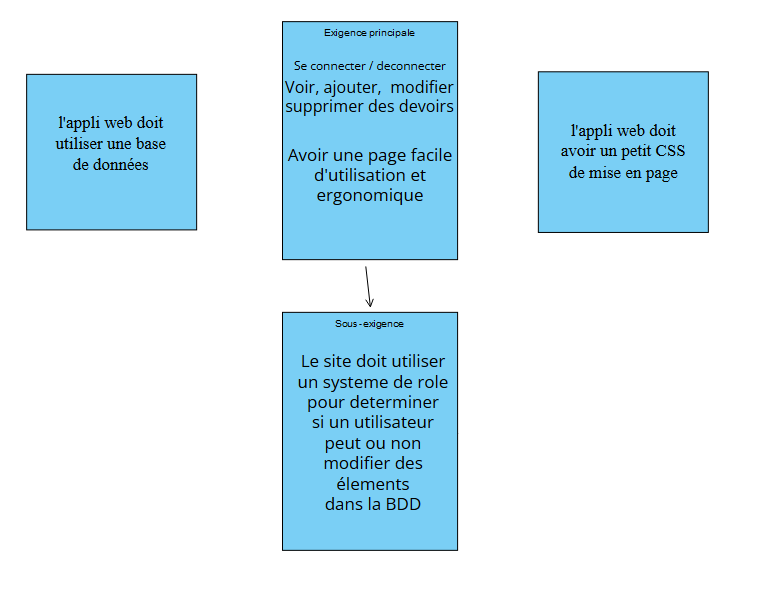 Exigence principale
Se connecter / deconnecter
Voir, ajouter, modifier
supprimer des devoirs
Avoir une page facile
d'utilisation et
ergonomique
l'appli web doit
utiliser une base
de données
l'appli web doit
avoir un petit CSS
de mise en page
Sous-exigence
Le site doit utiliser
un systeme de role
pour determiner
si un utilisateur
peut ou non
modifier des
élements
dans la BDD